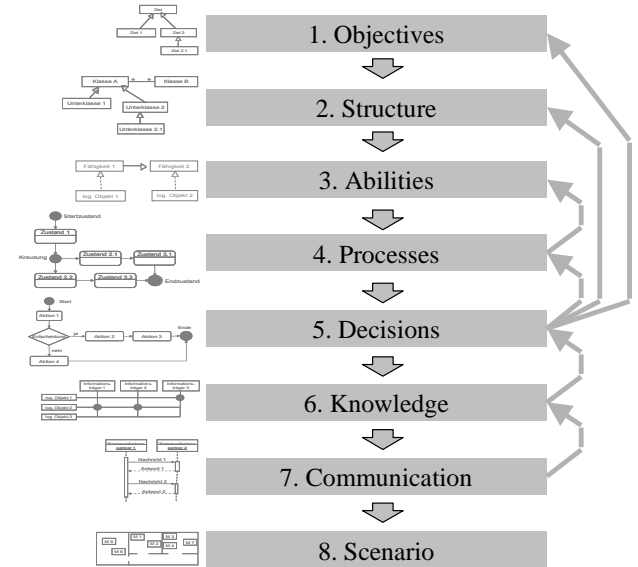 Ziel
Ziel 1
Ziel 2
Ziel 2.1
1. Objectives
Klasse A
*
*
Klasse B
Unterklasse 1
Unterklasse 2
Unterklasse 2.1
2. Structure
Fähigkeit 1
Fähigkeit 2
log. Objekt 1
log. Objekt 2
3. Abilities
Startzustand
Zustand 1
Kreuzung
Zustand 2.1
Zustand 3.1
Zustand 2.2
Zustand 3.2
Endzustand
4. Processes
Start
Aktion 1
Entscheidung
ja
Aktion 2
Aktion 3
Ende
nein
Aktion 4
5. Decisions
Informations-
träger 1
Informations-
träger 2
Informations-
träger 3
log. Objekt 1
log. Objekt 2
log. Objekt 3
6. Knowledge
partner 1
partner 2
Nachricht 1
Antwort 1
Nachricht 2
Antwort 2
7. Communication
M 5
M 6
M 1
M 2
M 3
M 4
M 7
8. Scenario